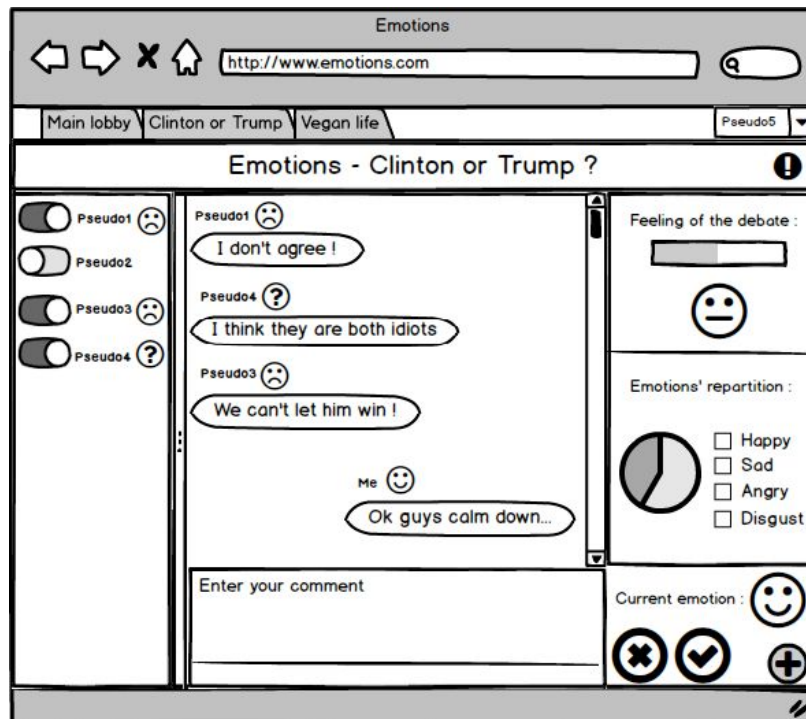 Emotions
http://www.emotions.com
Main lobby Clinton or Trump Vegan life Pseudo5
Emotions - Clinton or Trump ?
Pseudo1
Pseudo2
Pseudo3
Pseudo4
Pseudo1
I don't agree !
Pseudo4
I think they are both idiots
Pseudo3
We can't let him win !
Me
Ok guys calm down...
Enter your comment
Feeling of the debate :
Emotions' repartition :
Happy
Sad
Angry
Disgust
Current emotion :